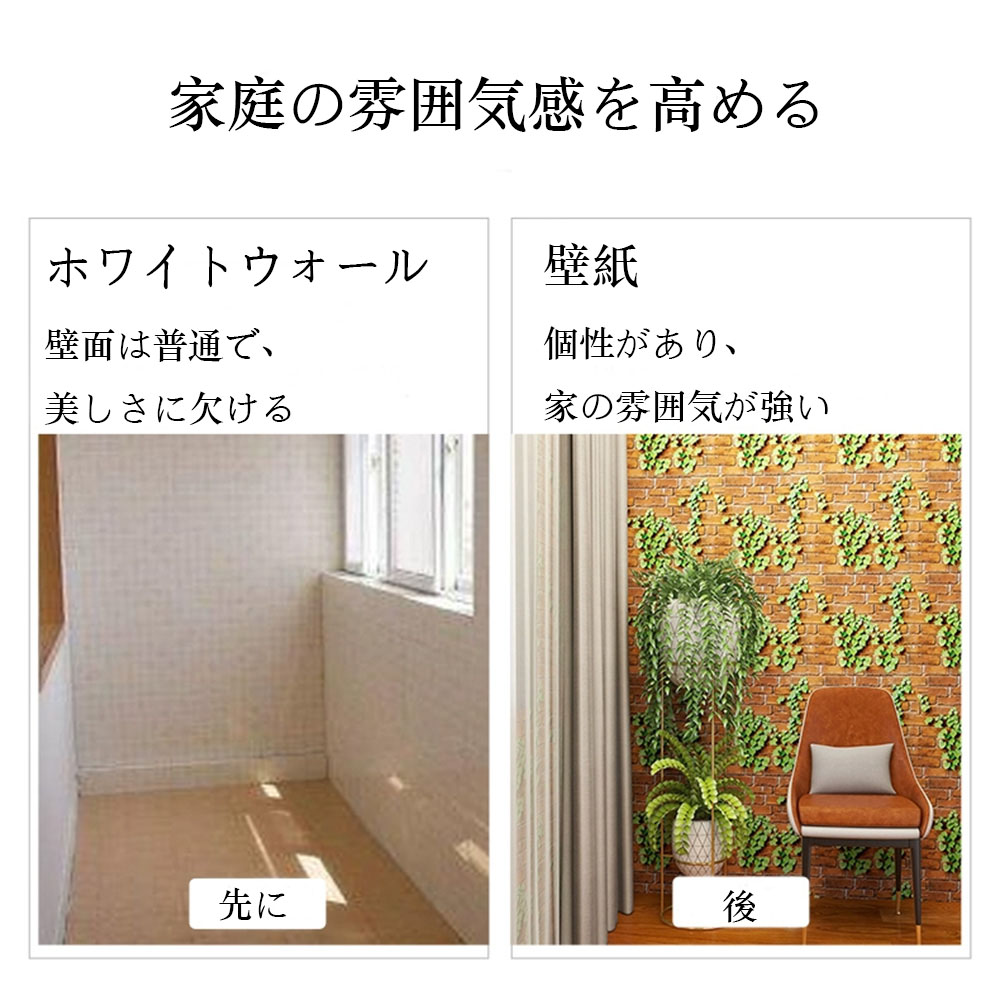 家庭の雰囲気感を高める
ホワイトウォール
壁面は普通で、
美しさに欠ける
先に
壁紙
個性があり、
家の雰囲気が強い
後